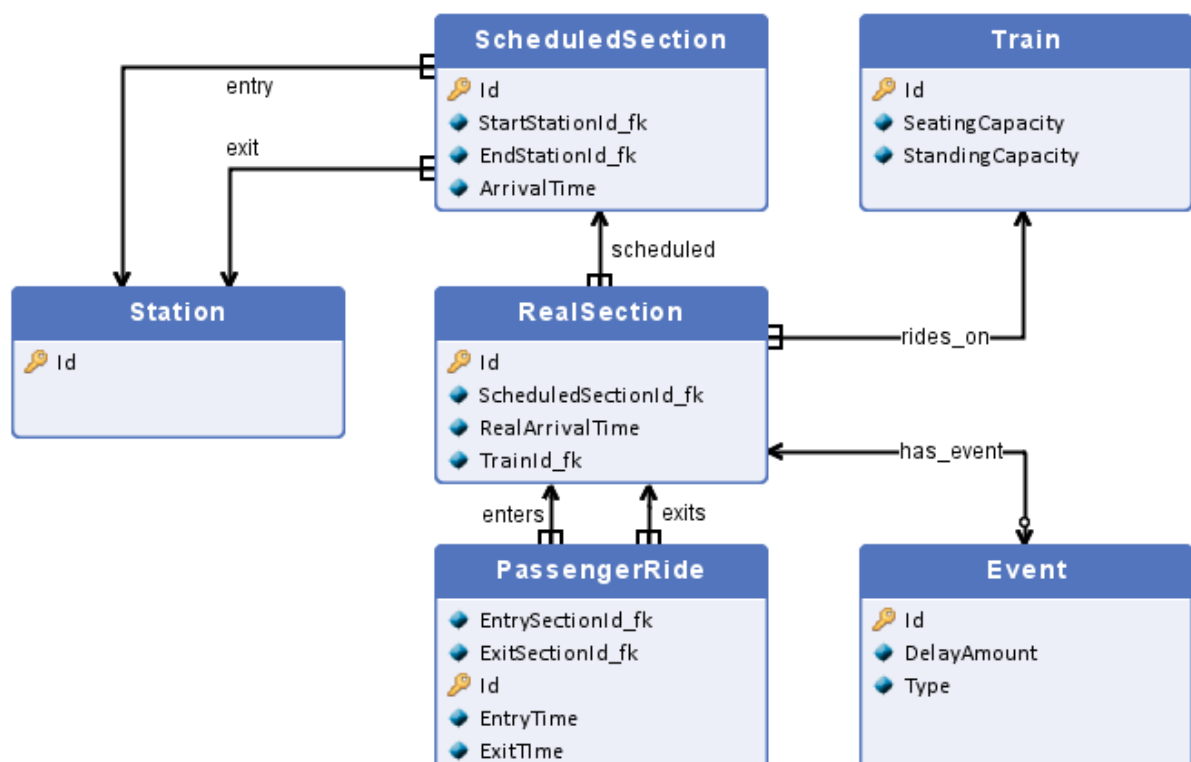 ScheduledSection
Id
StartStationId_fk
EndStationId_fk
ArrivalTime
Train
Id
SeatingCapacity
StandingCapacity
entry
exit
scheduled
Station
Id
RealSection
Id
ScheduledSectionId_fk
RealArrivalTime
TrainId_fk
rides_on
has_event
enters
exits
PassengerRide
EntrySectionId_fk
ExitSectionId_fk
Id
EntryTime
ExitTIme
Event
Id
DelayAmount
Type